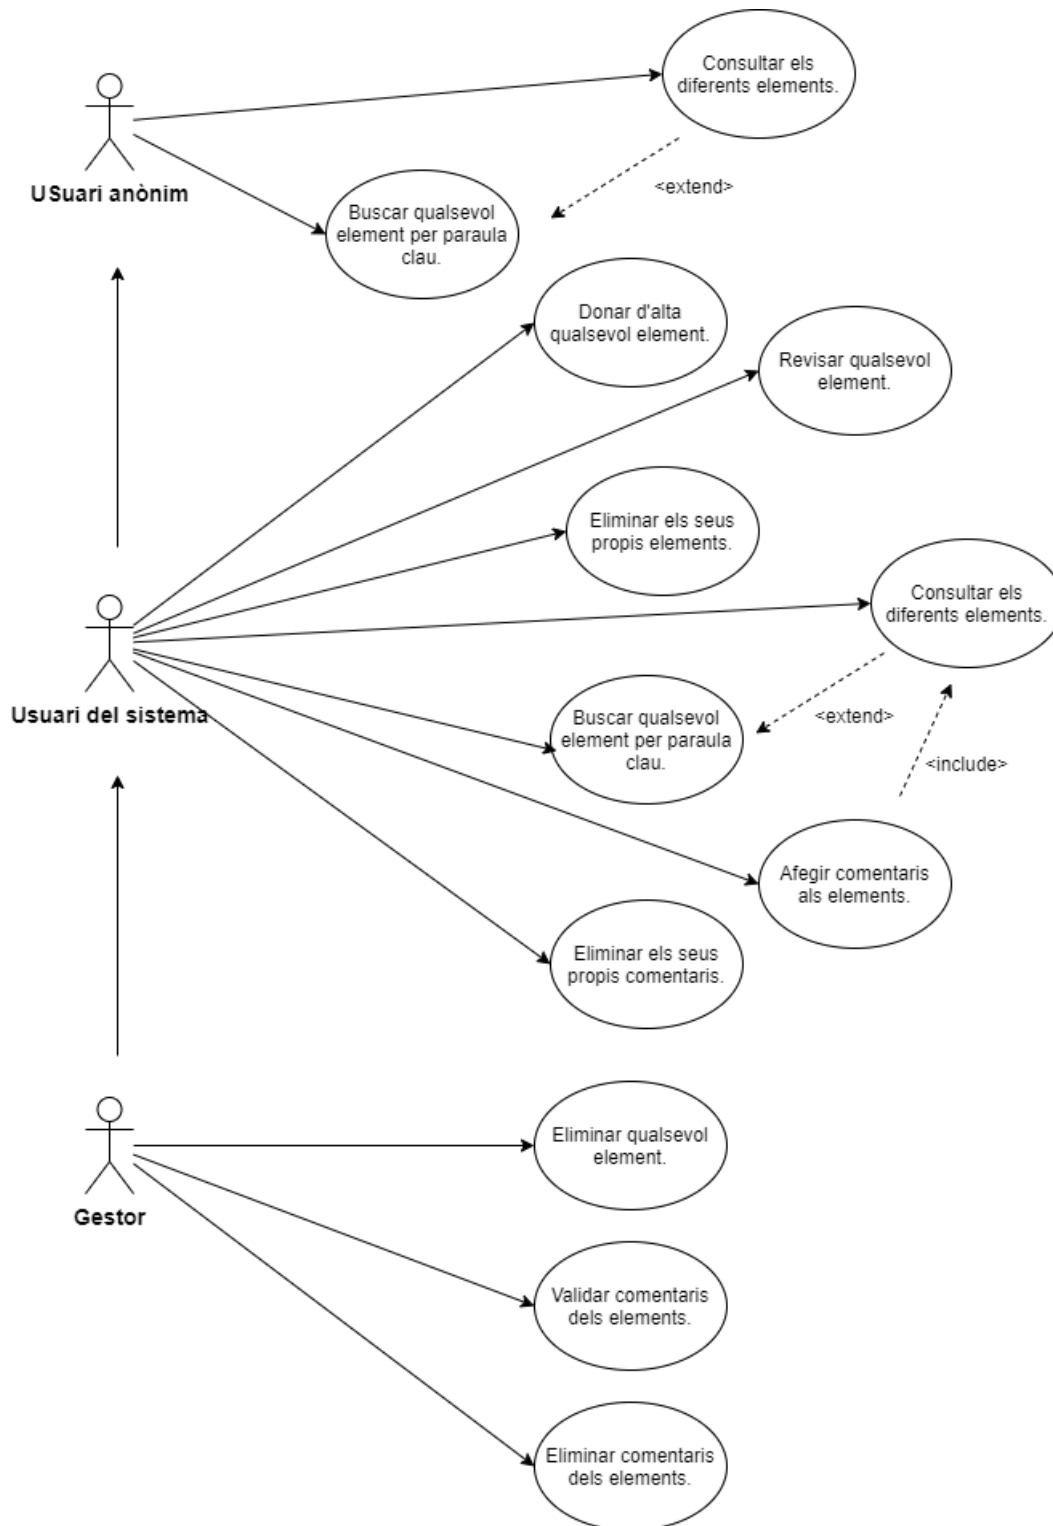 Consultar els
diferents elements.
<extend>
USuari anònim
Buscar qualsevol
element per paraula
clau.
Donar d'alta
qualsevol element.
Revisar qualsevol
element.
Eliminar els seus
propis elements.
Consultar els
diferents elements.
Usuari del sistema
Buscar qualsevol
element per paraula
clau.
<extend>
<include>
Afegir comentaris
als elements.
Eliminar els seus
propis comentaris.
Gestor
Eliminar qualsevol
element.
Validar comentaris
dels elements.
Eliminar comentaris
dels elements.